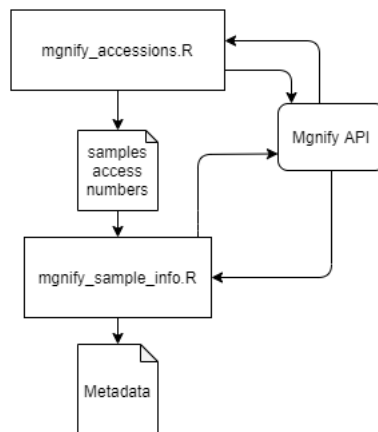 mgnify_accessions.R
Mgnify API
samples
access
numbers
mgnify_sample_info.R
Metadata